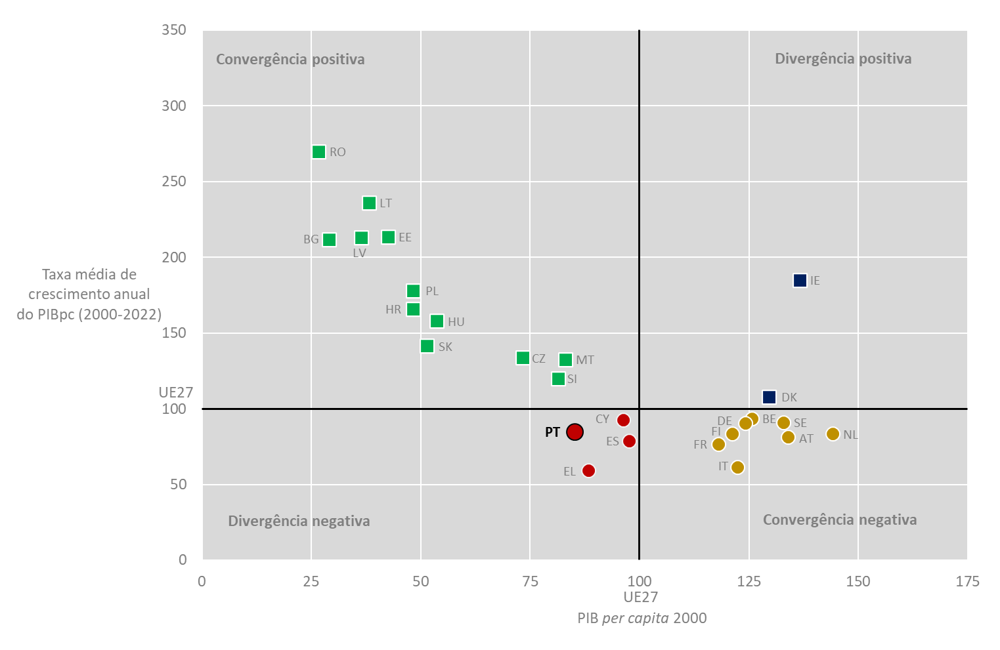 350
Convergência positiva
Divergência positiva
300
250
RO
LT
BG
LV
EE
200
Taxa média de
crescimento anual
do PIBpc (2000-2022)
IE
PL
HR
HU
150
SK
CZ
MT
SI
UE27
100
DK
CY
PT
ES
EL
DE
BE
SE
FI
FR
AT
NL
IT
50
Divergência negativa
Convergência negativa
0
0 25 50 75 100 125 150 175
UE27
PIB per capita 2000